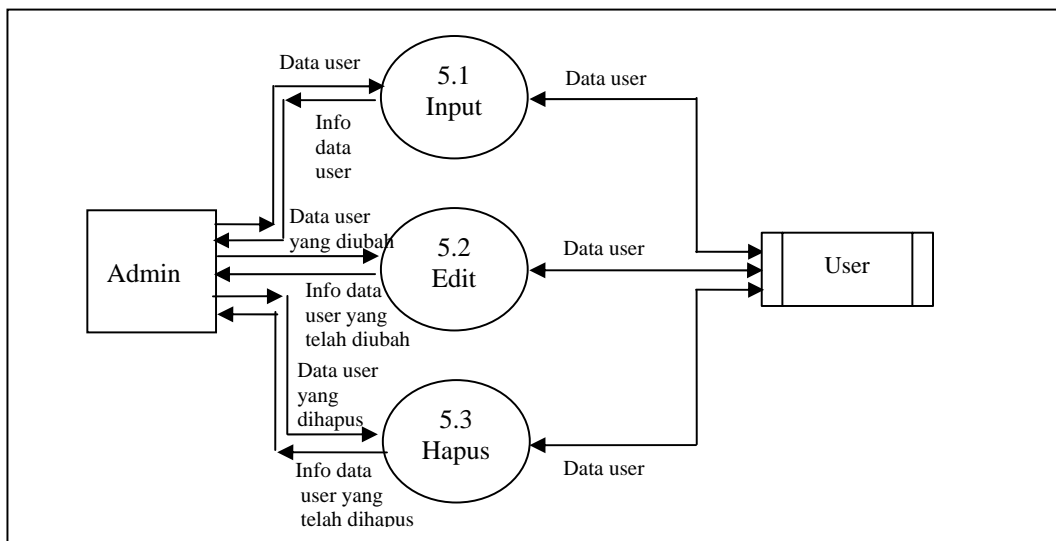 Data user
5.1
Input
Data user
Info
data
user
Admin
Data user
yang diubah
5.2
Edit
Data user
User
Info data
user yang
telah diubah
Data user
yang
dihapus
5.3
Hapus
Data user
Info data
user yang
telah dihapus